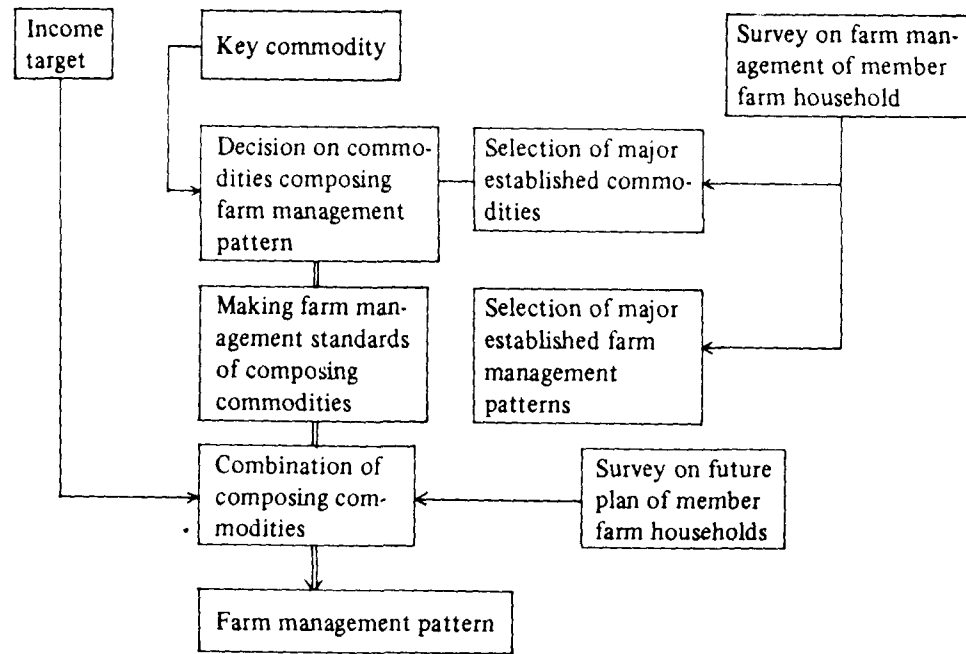 Income
target
Key commodity
Survey on farm man-
agement of member
farm household
Decision on commo-
dities composing
farm management
pattern
Selection of major
established commo-
dities
Making farm man-
agement standards
of composing
commodities
Selection of major
established farm
management
patterns
Combination of
composing com-
modities
Survey on future
plan of member
farm households
Farm management pattern